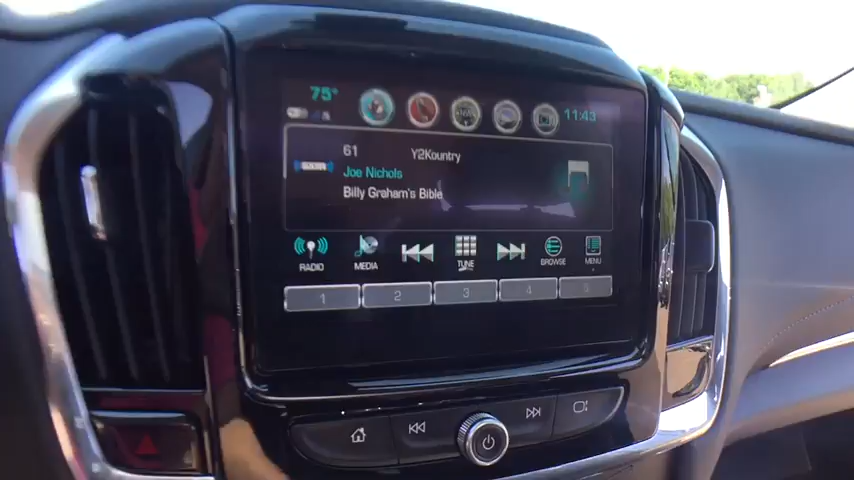 75° 11:43
61 Y2Kountry
Joe Nichols
Billy Graham's Bible
RADIO MEDIA TUNE BROWSE MENU
1 2 3 4 5